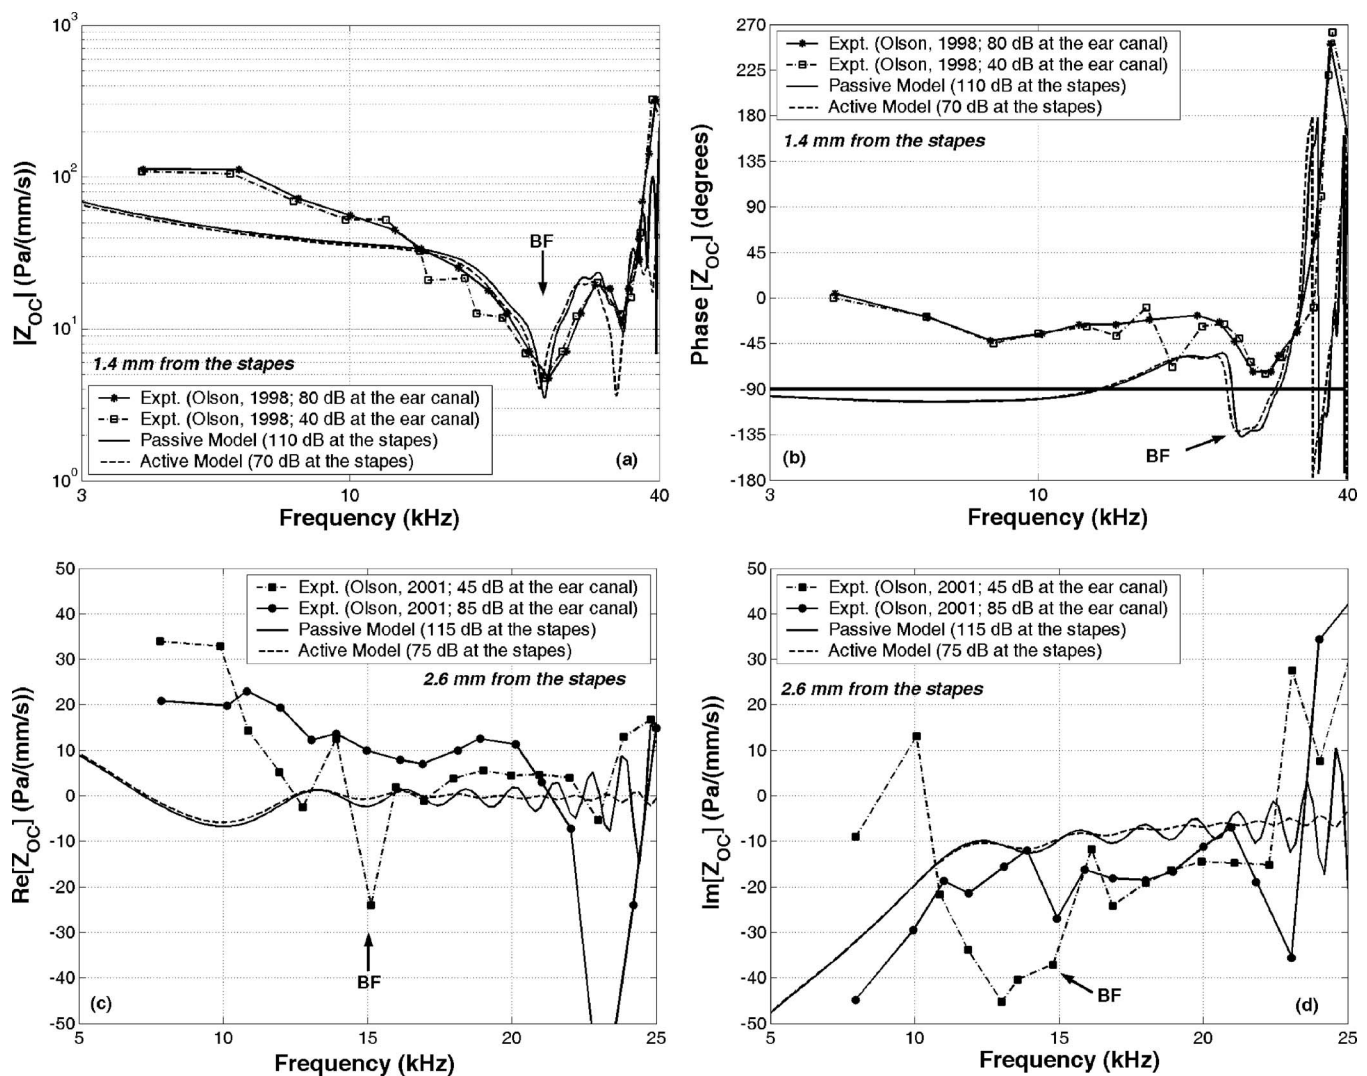 10³
10²
10¹
10⁰
|Z_OC| (Pa/(mm/s))
BF
1.4 mm from the stapes
Expt. (Olson, 1998; 80 dB at the ear canal)
Expt. (Olson, 1998; 40 dB at the ear canal)
Passive Model (110 dB at the stapes)
Active Model (70 dB at the stapes)
(a)
3
10
40
Frequency (kHz)
270
225
180
135
90
45
0
-45
-90
-135
-180
Phase [Z_OC] (degrees)
Expt. (Olson, 1998; 80 dB at the ear canal)
Expt. (Olson, 1998; 40 dB at the ear canal)
Passive Model (110 dB at the stapes)
Active Model (70 dB at the stapes)
1.4 mm from the stapes
BF
(b)
3
10
40
Frequency (kHz)
50
40
30
20
10
0
-10
-20
-30
-40
-50
Re[Z_OC] (Pa/(mm/s))
Expt. (Olson, 2001; 45 dB at the ear canal)
Expt. (Olson, 2001; 85 dB at the ear canal)
Passive Model (115 dB at the stapes)
Active Model (75 dB at the stapes)
2.6 mm from the stapes
BF
(c)
5
10
15
20
25
Frequency (kHz)
50
40
30
20
10
0
-10
-20
-30
-40
-50
Im[Z_OC] (Pa/(mm/s))
Expt. (Olson, 2001; 45 dB at the ear canal)
Expt. (Olson, 2001; 85 dB at the ear canal)
Passive Model (115 dB at the stapes)
Active Model (75 dB at the stapes)
2.6 mm from the stapes
BF
(d)
5
10
15
20
25
Frequency (kHz)